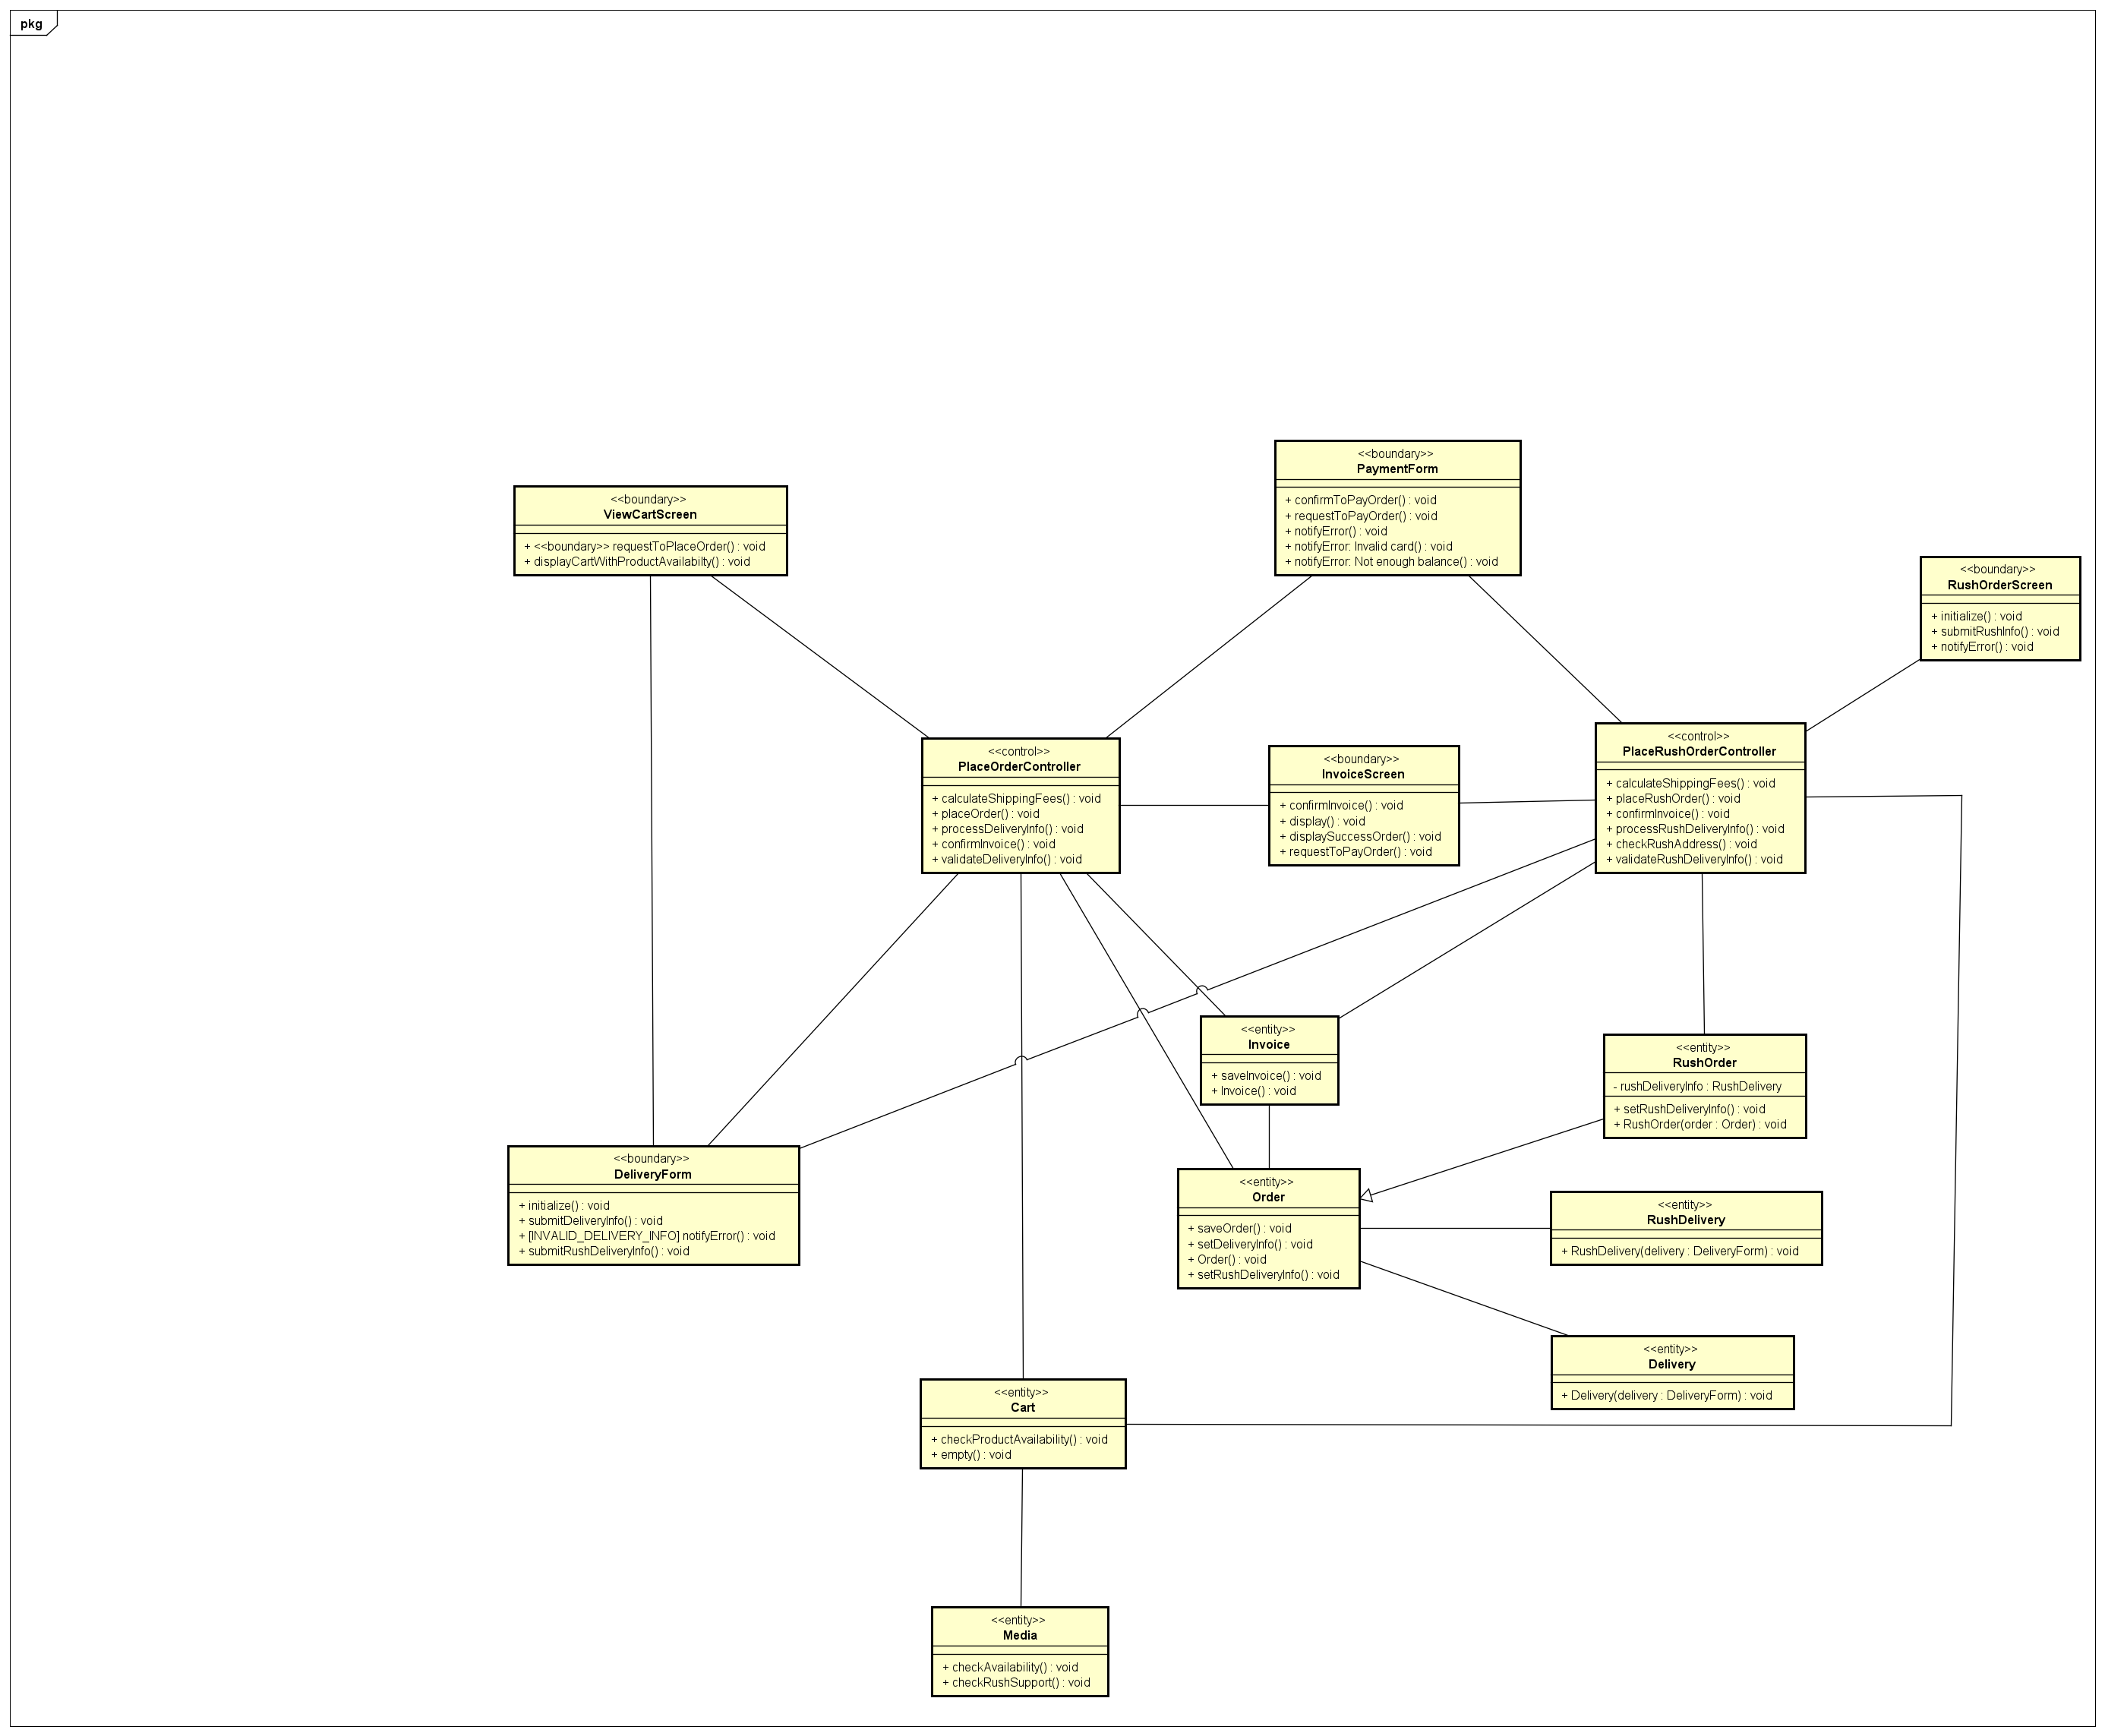 pkg
<<boundary>>
PaymentForm
+ confirmToPayOrder() : void
+ requestToPayOrder() : void
+ notifyError() : void
+ notifyError: Invalid card() : void
+ notifyError: Not enough balance() : void
<<boundary>>
ViewCartScreen
+ <<boundary>> requestToPlaceOrder() : void
+ displayCartWithProductAvailabilty() : void
<<boundary>>
RushOrderScreen
+ initialize() : void
+ submitRushInfo() : void
+ notifyError() : void
<<control>>
PlaceOrderController
+ calculateShippingFees() : void
+ placeOrder() : void
+ processDeliveryInfo() : void
+ confirmInvoice() : void
+ validateDeliveryInfo() : void
<<boundary>>
InvoiceScreen
+ confirmInvoice() : void
+ display() : void
+ displaySuccessOrder() : void
+ requestToPayOrder() : void
<<control>>
PlaceRushOrderController
+ calculateShippingFees() : void
+ placeRushOrder() : void
+ confirmInvoice() : void
+ processRushDeliveryInfo() : void
+ checkRushAddress() : void
+ validateRushDeliveryInfo() : void
<<entity>>
Invoice
+ saveInvoice() : void
+ Invoice() : void
<<entity>>
RushOrder
- rushDeliveryInfo : RushDelivery
+ setRushDeliveryInfo() : void
+ RushOrder(order : Order) : void
<<boundary>>
DeliveryForm
+ initialize() : void
+ submitDeliveryInfo() : void
+ [INVALID_DELIVERY_INFO] notifyError() : void
+ submitRushDeliveryInfo() : void
<<entity>>
Order
+ saveOrder() : void
+ setDeliveryInfo() : void
+ Order() : void
+ setRushDeliveryInfo() : void
<<entity>>
RushDelivery
+ RushDelivery(delivery : DeliveryForm) : void
<<entity>>
Delivery
+ Delivery(delivery : DeliveryForm) : void
<<entity>>
Cart
+ checkProductAvailability() : void
+ empty() : void
<<entity>>
Media
+ checkAvailability() : void
+ checkRushSupport() : void